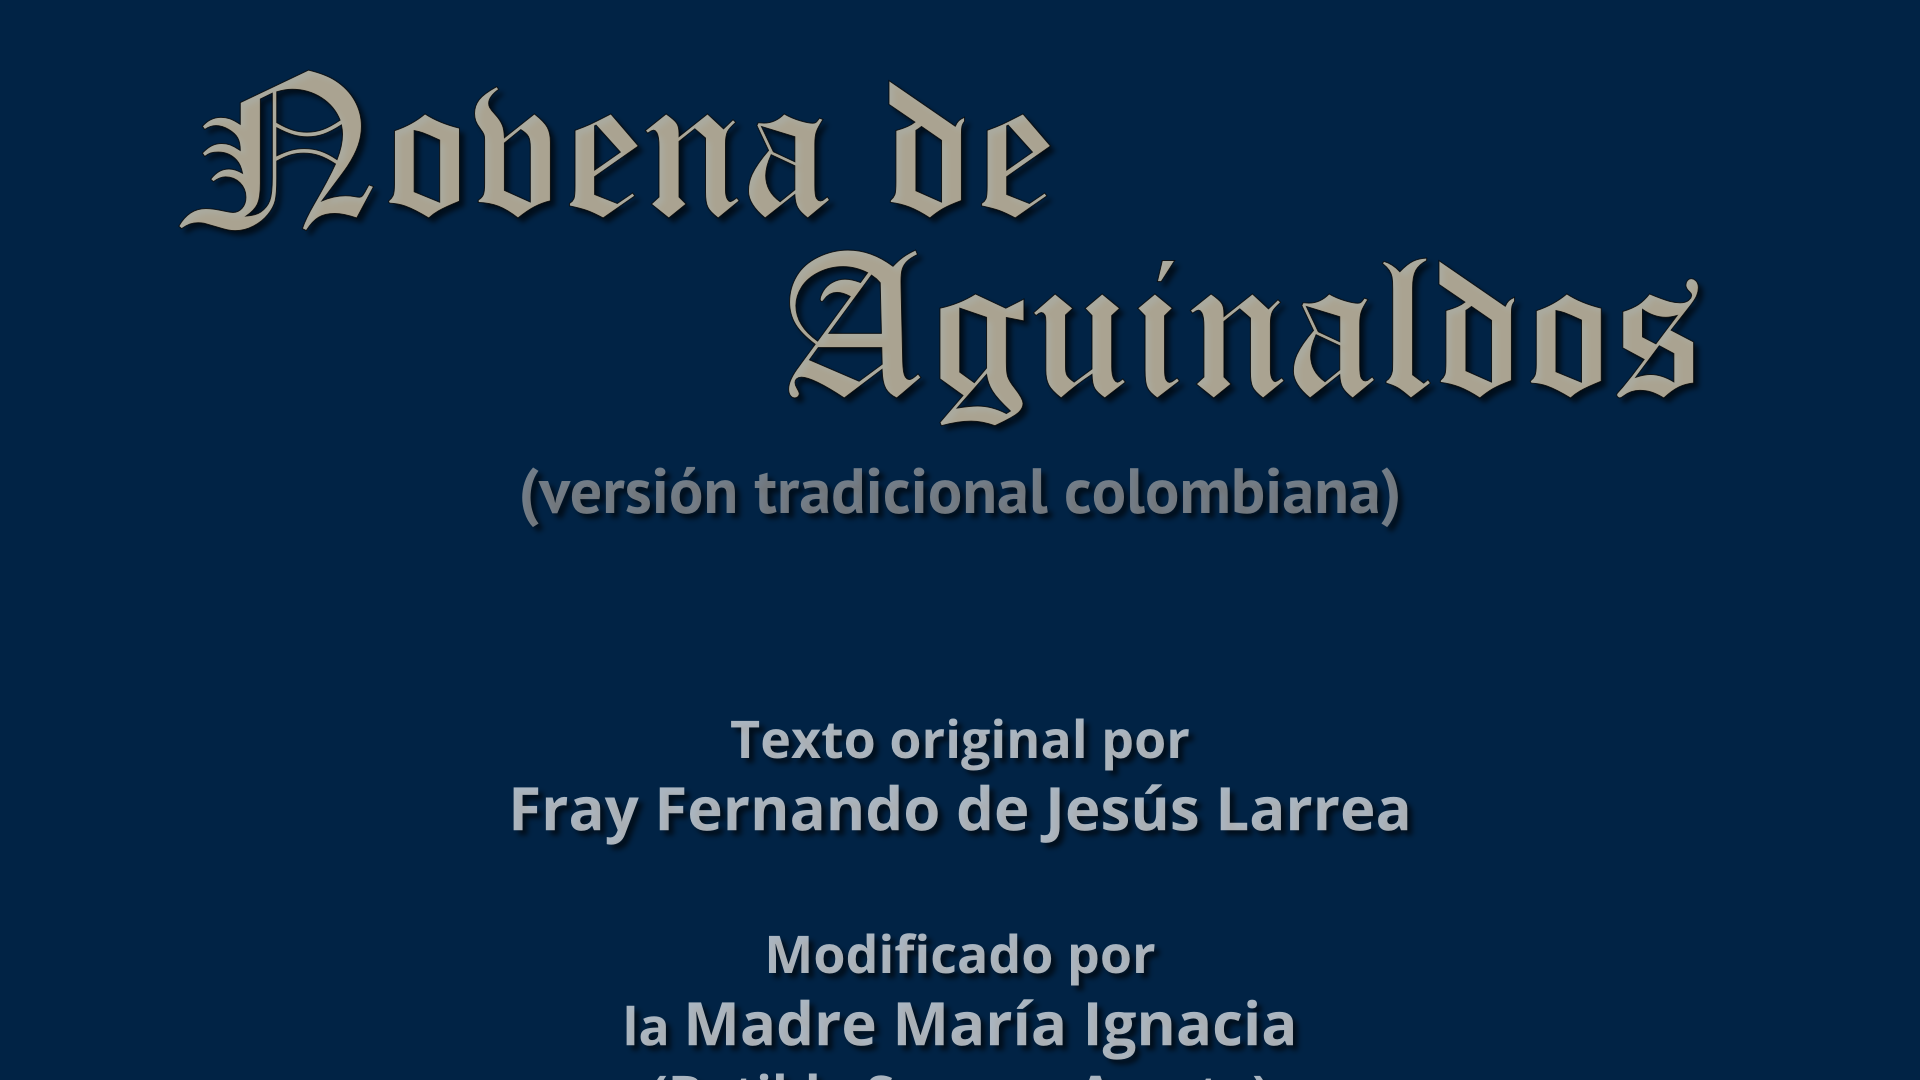 Novena de
Aguinaldos
(versión tradicional colombiana)
Texto original por
Fray Fernando de Jesús Larrea
Modificado por
la Madre María Ignacia